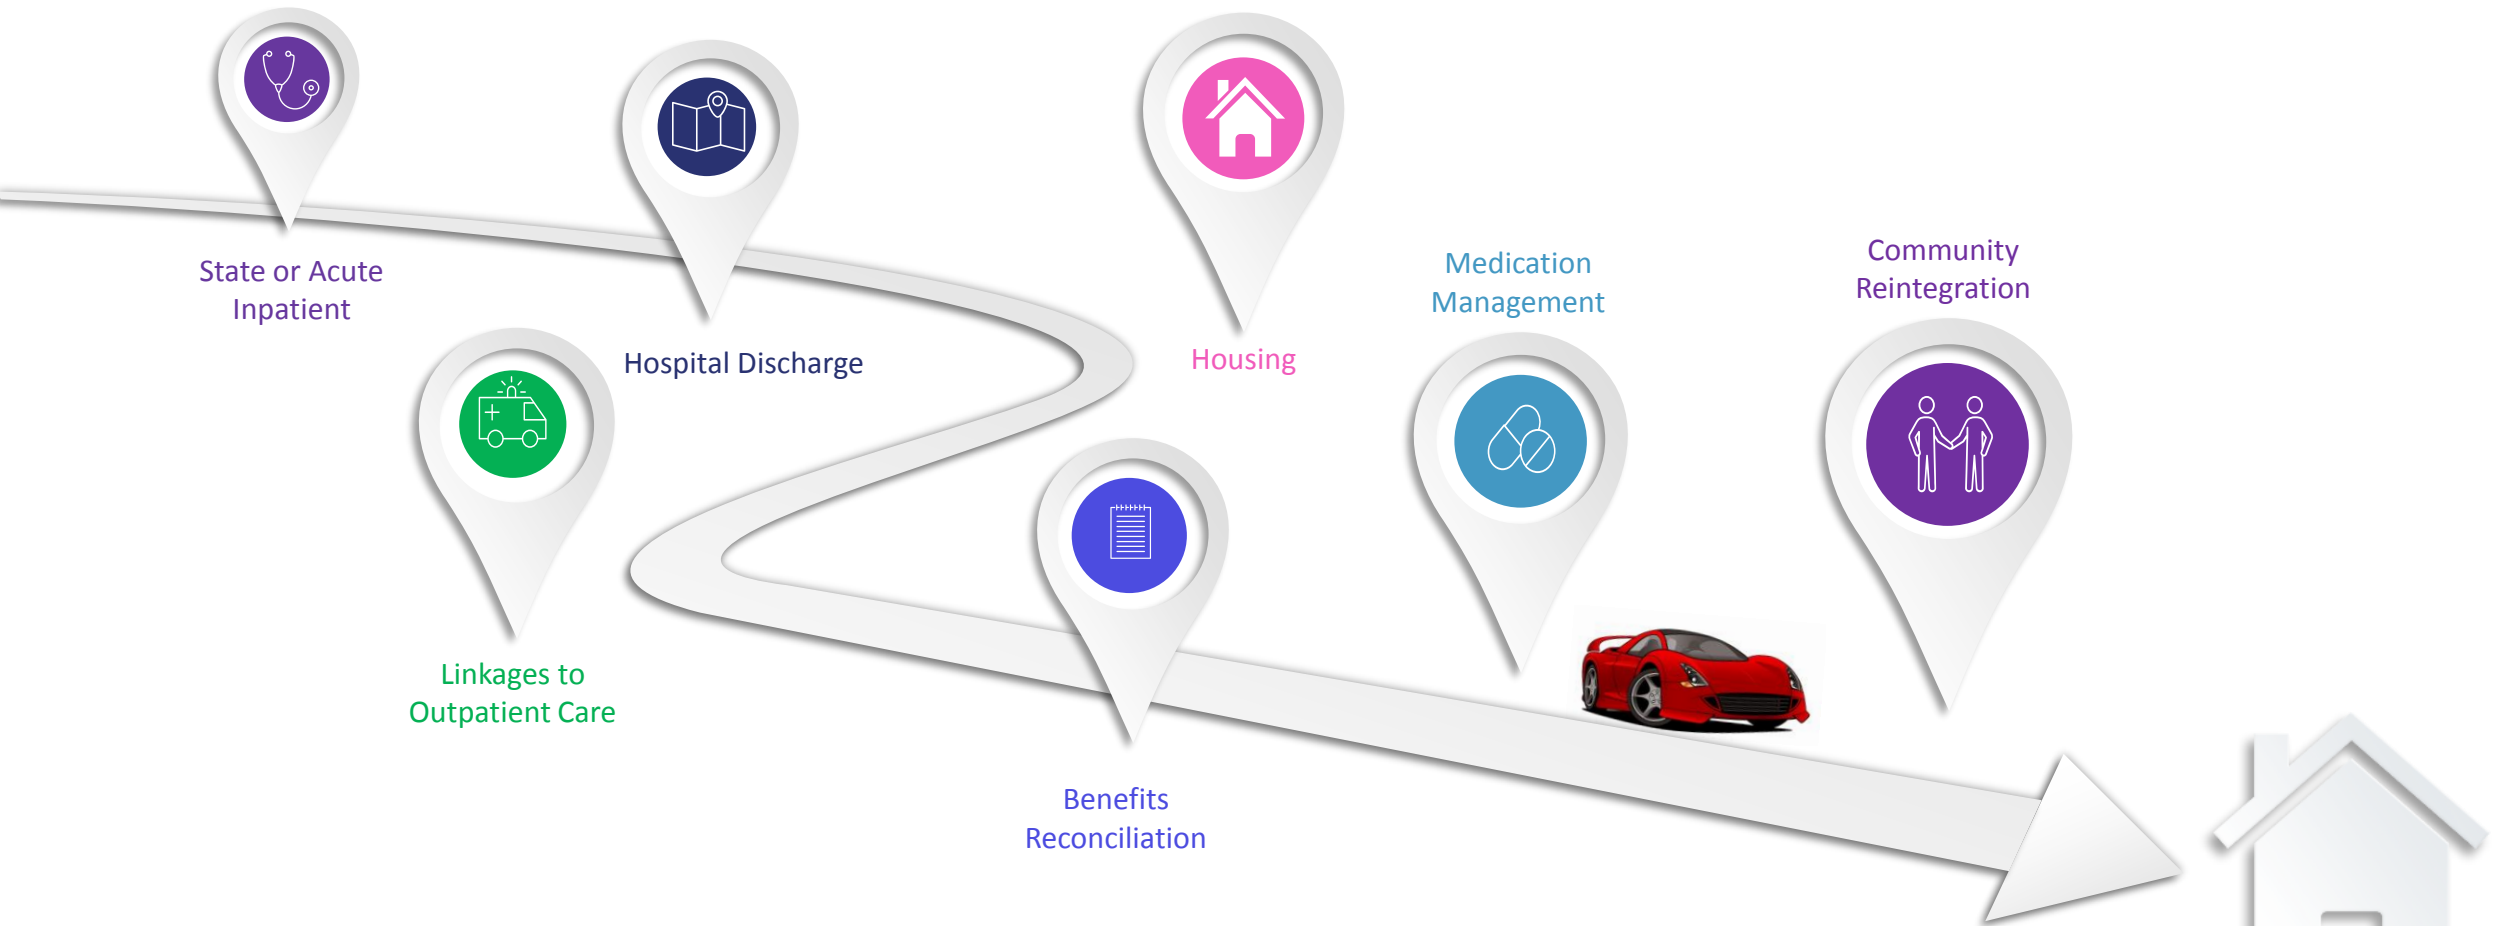 State or Acute
Inpatient
Hospital Discharge
Housing
Linkages to
Outpatient Care
Benefits
Reconciliation
Medication
Management
Community
Reintegration